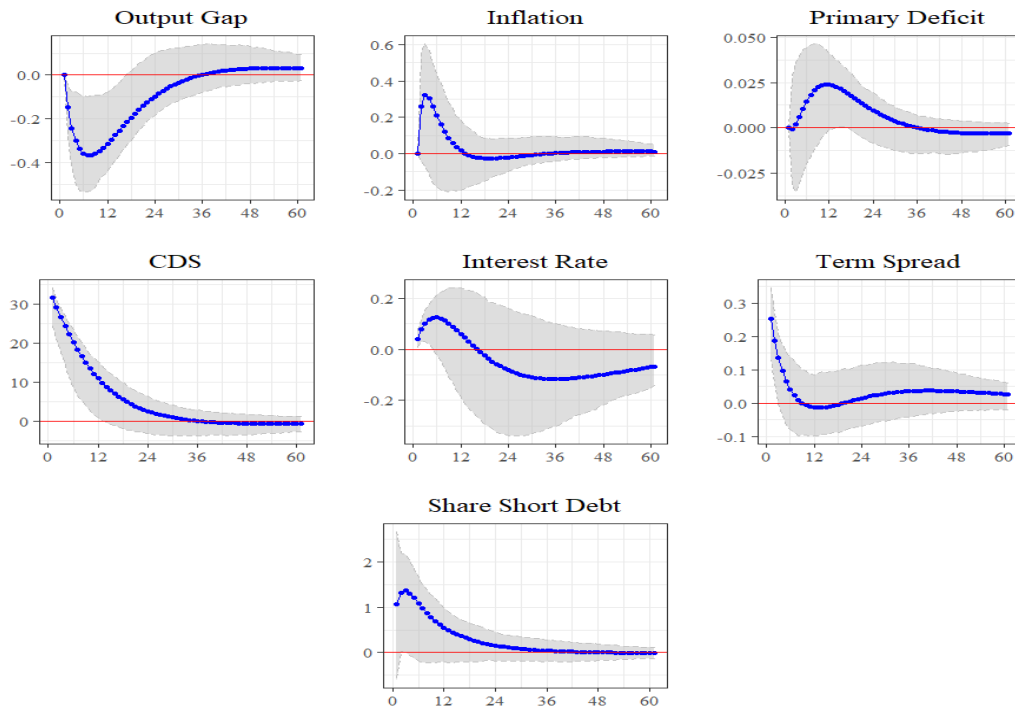 Output Gap
0.0
-0.2
-0.4
0 12 24 36 48 60
Inflation
0.6
0.4
0.2
0.0
-0.2
0 12 24 36 48 60
Primary Deficit
0.050
0.025
0.000
-0.025
0 12 24 36 48 60
CDS
30
20
10
0
0 12 24 36 48 60
Interest Rate
0.2
0.0
-0.2
0 12 24 36 48 60
Term Spread
0.3
0.2
0.1
0.0
-0.1
0 12 24 36 48 60
Share Short Debt
2
1
0
0 12 24 36 48 60